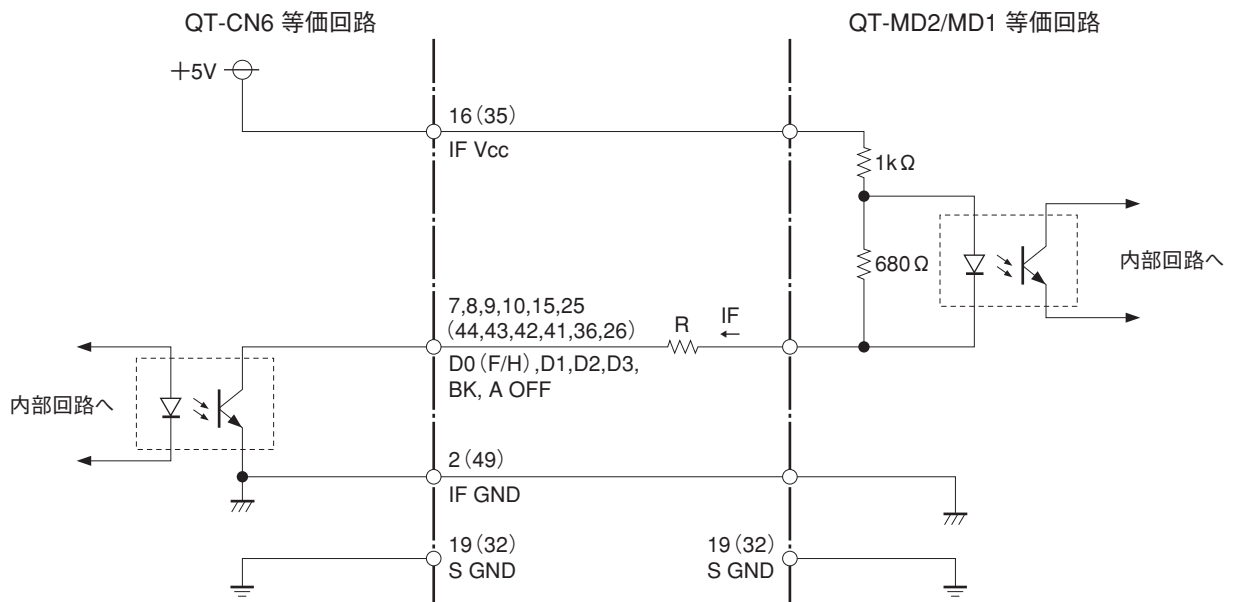 QT-CN6 等価回路
QT-MD2/MD1 等価回路
+5V
16(35)
IF Vcc
1kΩ
680Ω
内部回路へ
7,8,9,10,15,25
(44,43,42,41,36,26)
R
IF
D0(F/H),D1,D2,D3,
BK, A OFF
内部回路へ
2(49)
IF GND
19(32)
S GND
19(32)
S GND